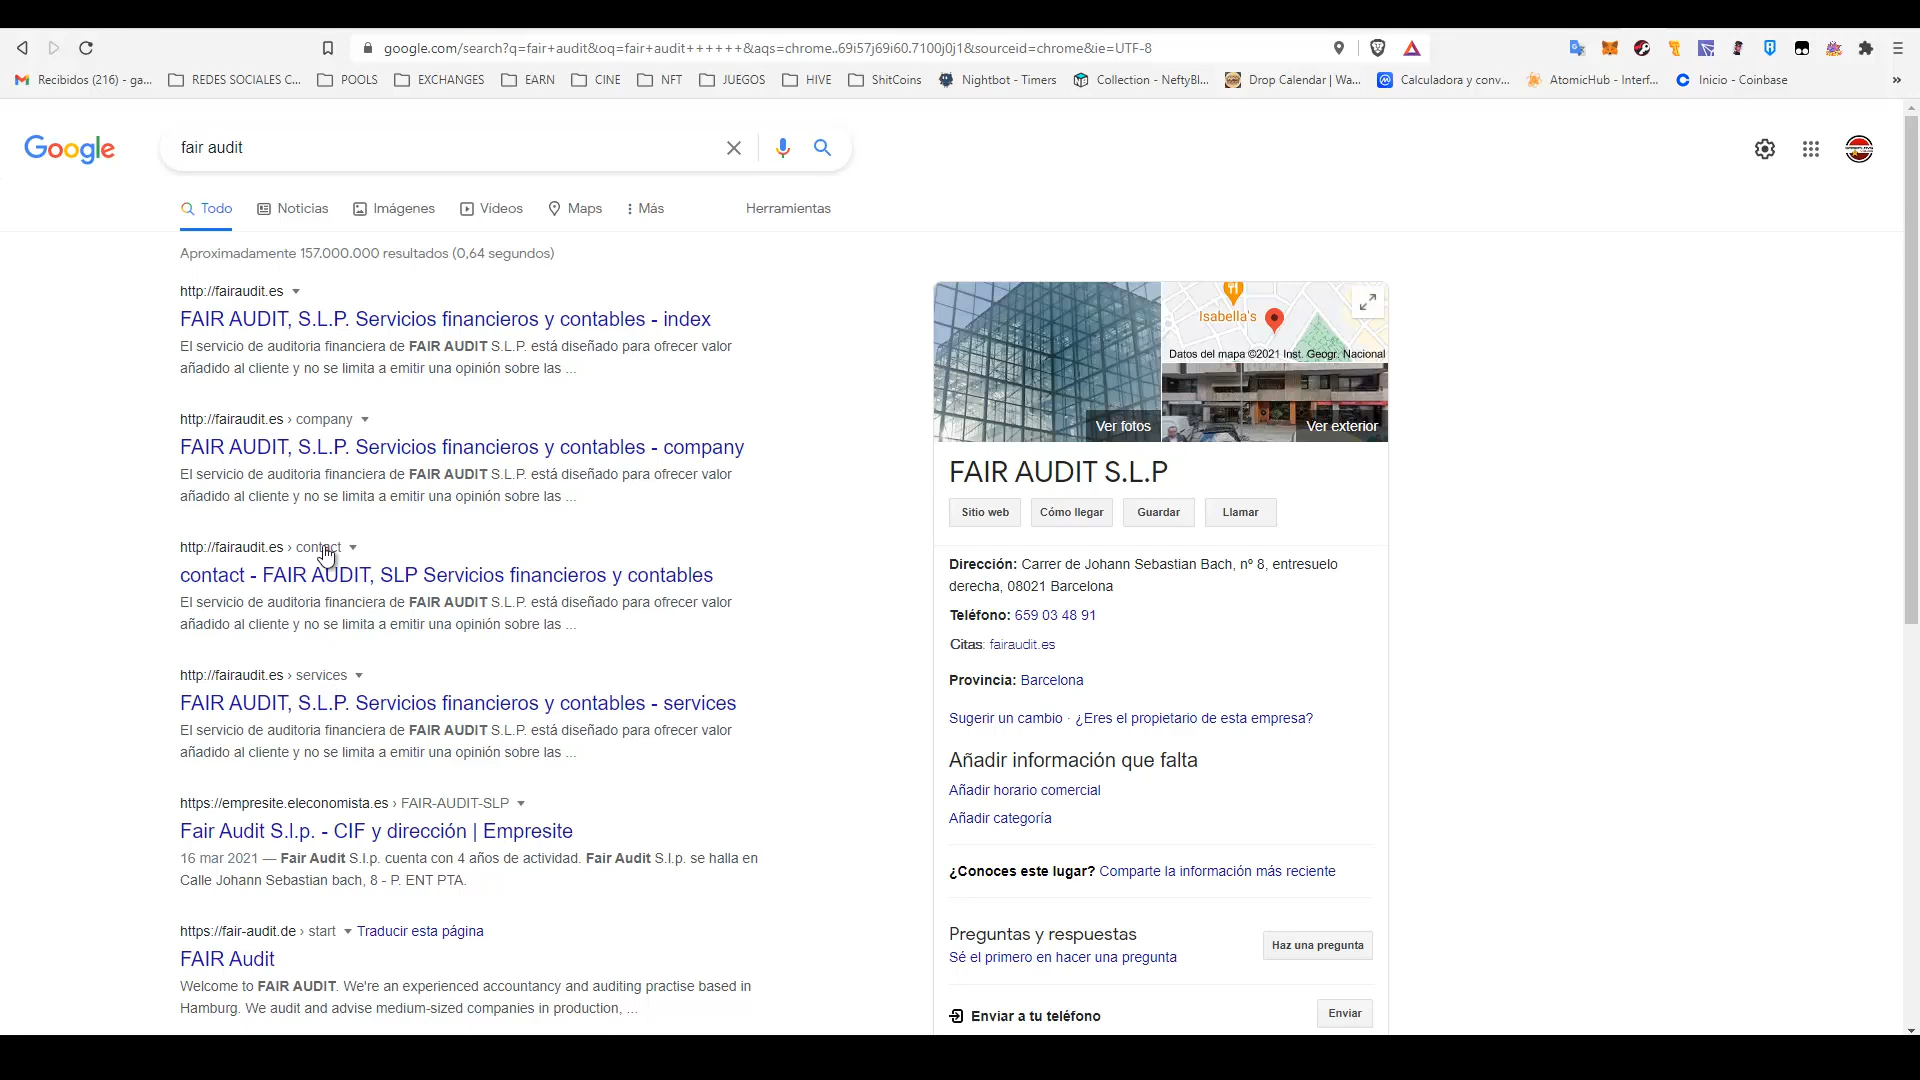 google.com/search?q=fair+audit&oq=fair+audit++++++&aqs=chrome..69i57j69i60.7100j0j1&sourceid=chrome&ie=UTF-8
Recibidos (216) - ga... REDES SOCIALES C... POOLS EXCHANGES EARN CINE NFT JUEGOS HIVE ShitCoins Nightbot - Timers Collection - NeftyBl... Drop Calendar | Wa... Calculadora y conv... AtomicHub - Interf... Inicio - Coinbase »
Google
fair audit
Todo Noticias Imágenes Vídeos Maps Más Herramientas
Aproximadamente 157.000.000 resultados (0,64 segundos)
http://fairaudit.es
FAIR AUDIT, S.L.P. Servicios financieros y contables - index
El servicio de auditoria financiera de FAIR AUDIT S.L.P. está diseñado para ofrecer valor
añadido al cliente y no se limita a emitir una opinión sobre las ...
http://fairaudit.es › company
FAIR AUDIT, S.L.P. Servicios financieros y contables - company
El servicio de auditoria financiera de FAIR AUDIT S.L.P. está diseñado para ofrecer valor
añadido al cliente y no se limita a emitir una opinión sobre las ...
http://fairaudit.es › contact
contact - FAIR AUDIT, SLP Servicios financieros y contables
El servicio de auditoria financiera de FAIR AUDIT S.L.P. está diseñado para ofrecer valor
añadido al cliente y no se limita a emitir una opinión sobre las ...
http://fairaudit.es › services
FAIR AUDIT, S.L.P. Servicios financieros y contables - services
El servicio de auditoria financiera de FAIR AUDIT S.L.P. está diseñado para ofrecer valor
añadido al cliente y no se limita a emitir una opinión sobre las ...
https://empresite.eleconomista.es › FAIR-AUDIT-SLP
Fair Audit S.l.p. - CIF y dirección | Empresite
16 mar 2021 — Fair Audit S.l.p. cuenta con 4 años de actividad. Fair Audit S.l.p. se halla en
Calle Johann Sebastian bach, 8 - P. ENT PTA.
https://fair-audit.de › start Traducir esta página
FAIR Audit
Welcome to FAIR AUDIT. We're an experienced accountancy and auditing practise based in
Hamburg. We audit and advise medium-sized companies in production, ...
Isabella's
Datos del mapa ©2021 Inst. Geogr. Nacional
Ver fotos
Ver exterior
FAIR AUDIT S.L.P
Sitio web Cómo llegar Guardar Llamar
Dirección: Carrer de Johann Sebastian Bach, nº 8, entresuelo
derecha, 08021 Barcelona
Teléfono: 659 03 48 91
Citas: fairaudit.es
Provincia: Barcelona
Sugerir un cambio · ¿Eres el propietario de esta empresa?
Añadir información que falta
Añadir horario comercial
Añadir categoría
¿Conoces este lugar? Comparte la información más reciente
Preguntas y respuestas
Haz una pregunta
Sé el primero en hacer una pregunta
Enviar a tu teléfono
Enviar